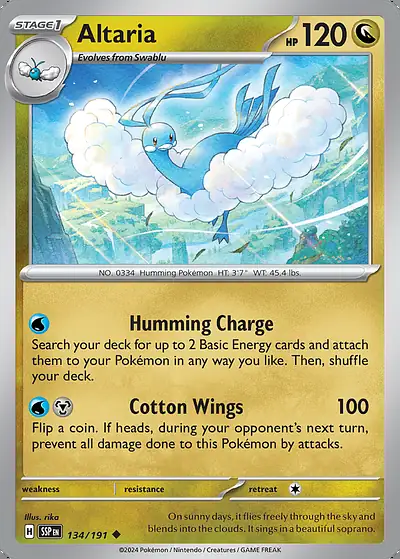 STAGE 1
Altaria
HP 120
Evolves from Swablu
NO. 0334 Humming Pokémon HT: 3'7" WT: 45.4 lbs.
Humming Charge
Search your deck for up to 2 Basic Energy cards and attach
them to your Pokémon in any way you like. Then, shuffle
your deck.
Cotton Wings 100
Flip a coin. If heads, during your opponent's next turn,
prevent all damage done to this Pokémon by attacks.
weakness resistance retreat
Illus. riko
H SSP EN 134/191
On sunny days, it flies freely through the sky and
blends into the clouds. It sings in a beautiful soprano.
©2024 Pokémon / Nintendo / Creatures / GAME FREAK